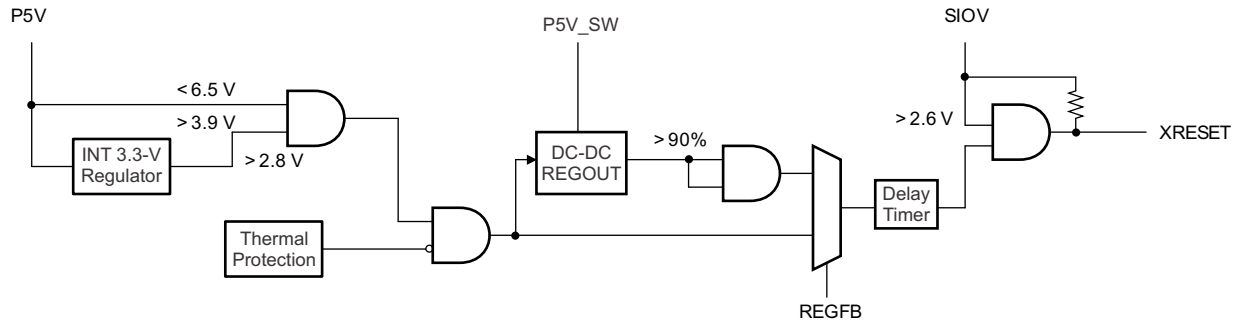 P5V
SIOV
P5V_SW
< 6.5 V
> 3.9 V
INT 3.3-V
Regulator
> 2.8 V
DC-DC
REGOUT
> 90%
> 2.6 V
XRESET
Delay
Timer
Thermal
Protection
REGFB